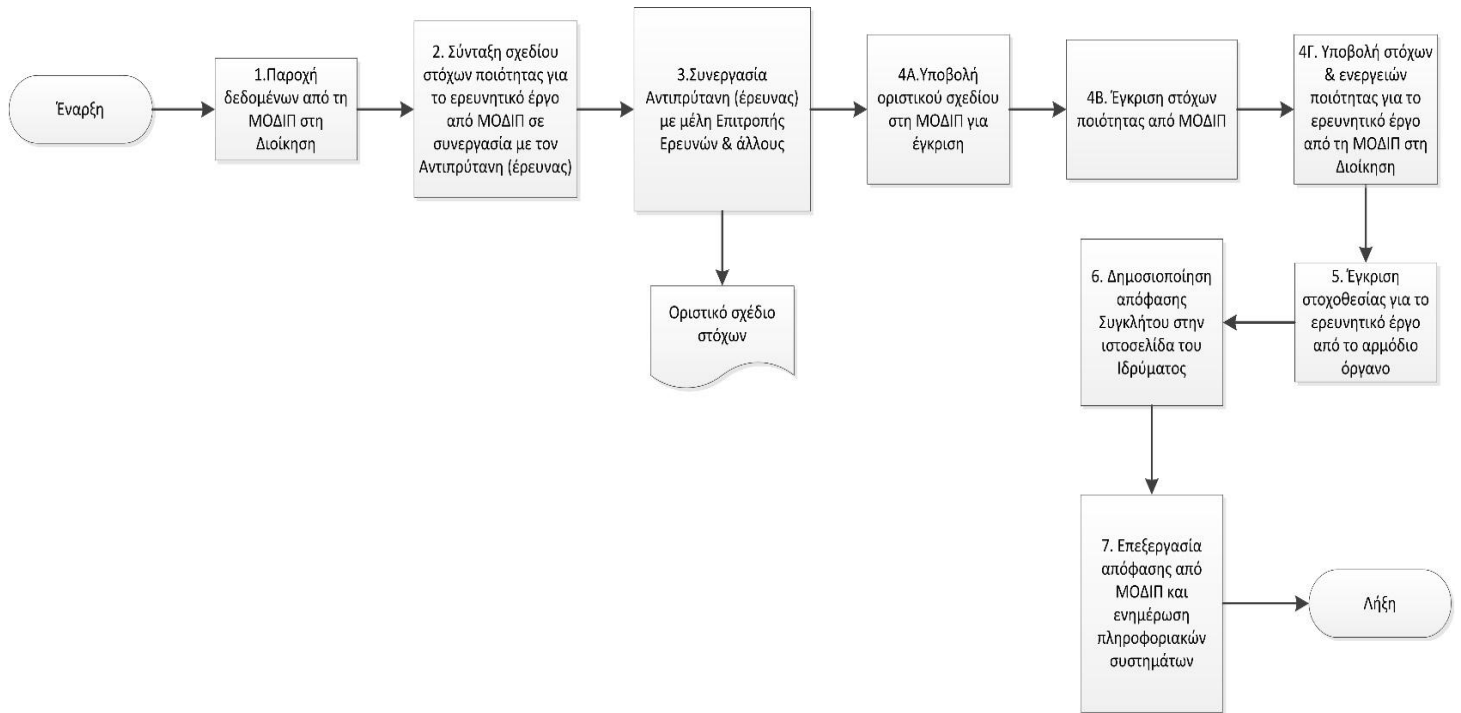 Έναρξη
1.Παροχή
δεδομένων από τη
ΜΟΔΙΠ στη
Διοίκηση
2. Σύνταξη σχεδίου
στόχων ποιότητας για
το ερευνητικό έργο
από ΜΟΔΙΠ σε
συνεργασία με τον
Αντιπρύτανη (έρευνας)
3.Συνεργασία
Αντιπρύτανη (έρευνας)
με μέλη Επιτροπής
Ερευνών & άλλους
4Α.Υποβολή
οριστικού σχεδίου
στη ΜΟΔΙΠ για
έγκριση
4Β. Έγκριση στόχων
ποιότητας από ΜΟΔΙΠ
4Γ. Υποβολή στόχων
& ενεργειών
ποιότητας για το
ερευνητικό έργο
από τη ΜΟΔΙΠ στη
Διοίκηση
Οριστικό σχέδιο
στόχων
5. Έγκριση
στοχοθεσίας για το
ερευνητικό έργο
από το αρμόδιο
όργανο
6. Δημοσιοποίηση
απόφασης
Συγκλήτου στην
ιστοσελίδα του
Ιδρύματος
7. Επεξεργασία
απόφασης από
ΜΟΔΙΠ και
ενημέρωση
πληροφοριακών
συστημάτων
Λήξη